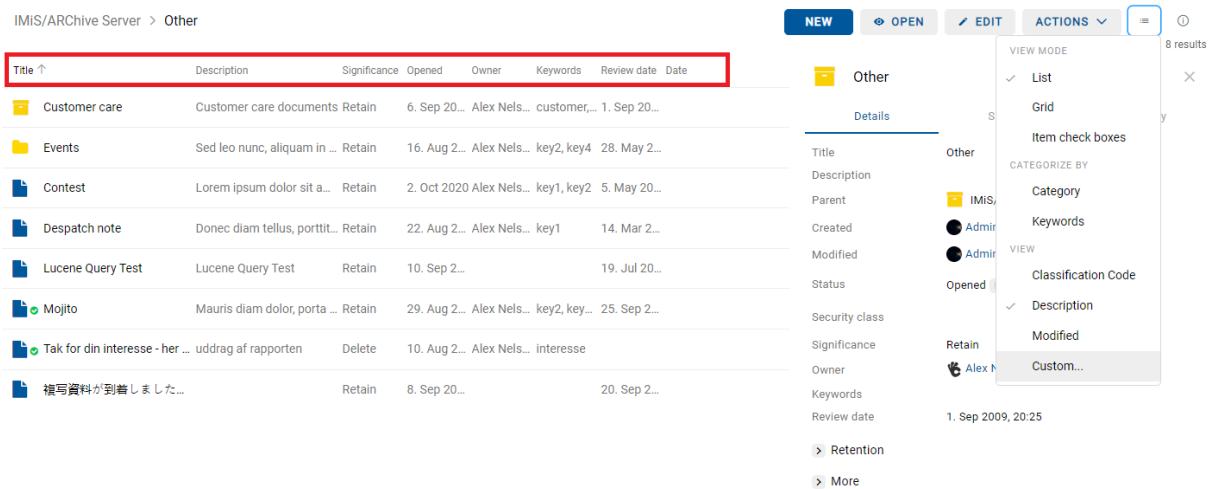 IMiS/ARChive Server > Other
NEW OPEN EDIT ACTIONS
8 results
Title Description Significance Opened Owner Keywords Review date Date
Customer care Customer care documents Retain 6. Sep 20... Alex Nels... customer,... 1. Sep 20...
Events Sed leo nunc, aliquam in ... Retain 16. Aug 2... Alex Nels... key2, key4 28. May 2...
Contest Lorem ipsum dolor sit a... Retain 2. Oct 2020 Alex Nels... key1, key2 5. May 20...
Despatch note Donec diam tellus, porttit... Retain 22. Aug 2... Alex Nels... key1 14. Mar 2...
Lucene Query Test Lucene Query Test Retain 10. Sep 2... 19. Jul 20...
Mojito Mauris diam dolor, porta ... Retain 29. Aug 2... Alex Nels... key2, key... 25. Sep 2...
Tak for din interesse - her ... uddrag af rapporten Delete 10. Aug 2... Alex Nels... interesse
複写資料が到着しました... Retain 8. Sep 20... 20. Sep 2...
Other
Details S y
Title Other
Description
Parent IMiS/
Created Admir
Modified Admir
Status Opened
Security class
Significance Retain
Owner Alex N
Keywords
Review date 1. Sep 2009, 20:25
Retention
More
VIEW MODE
List
Grid
Item check boxes
CATEGORIZE BY
Category
Keywords
VIEW
Classification Code
Description
Modified
Custom...